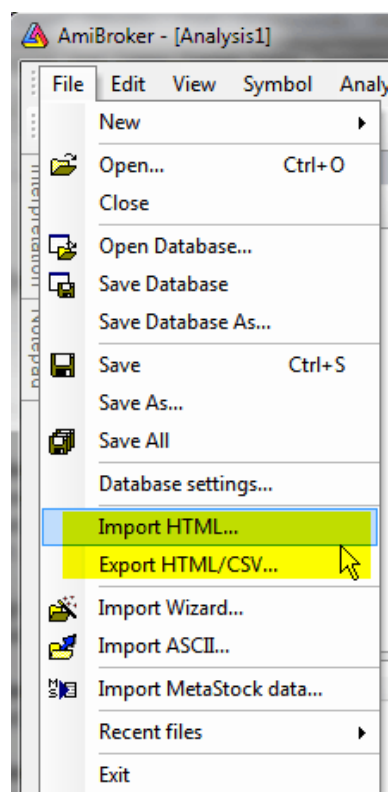 AmiBroker - [Analysis1]
File Edit View Symbol Analy
New
Open... Ctrl+O
Close
Open Database...
Save Database
Save Database As...
Save Ctrl+S
Save As...
Save All
Database settings...
Import HTML...
Export HTML/CSV...
Import Wizard...
Import ASCII...
Import MetaStock data...
Recent files
Exit
Interpretation
Notepad